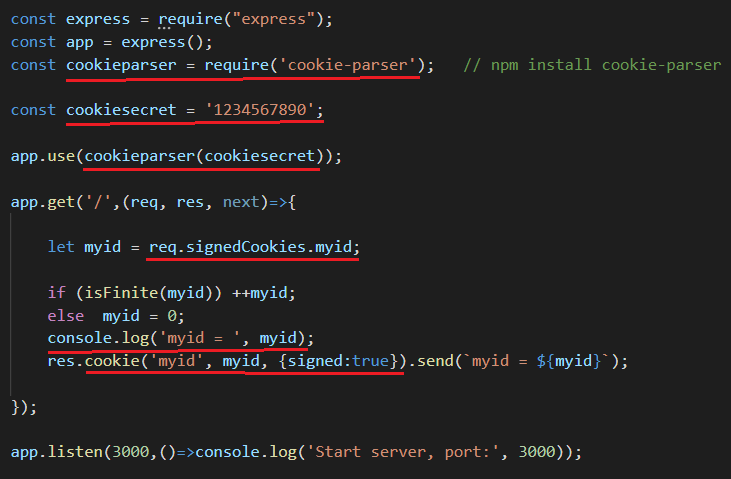 const express = require("express");
const app = express();
const cookieparser = require('cookie-parser');   // npm install cookie-parser
const cookiesecret = '1234567890';
app.use(cookieparser(cookiesecret));
app.get('/',(req, res, next)=>{
let myid = req.signedCookies.myid;
if (isFinite(myid)) ++myid;
else  myid = 0;
console.log('myid = ', myid);
res.cookie('myid', myid, {signed:true}).send(`myid = ${myid}`);
});
app.listen(3000,()=>console.log('Start server, port:', 3000));